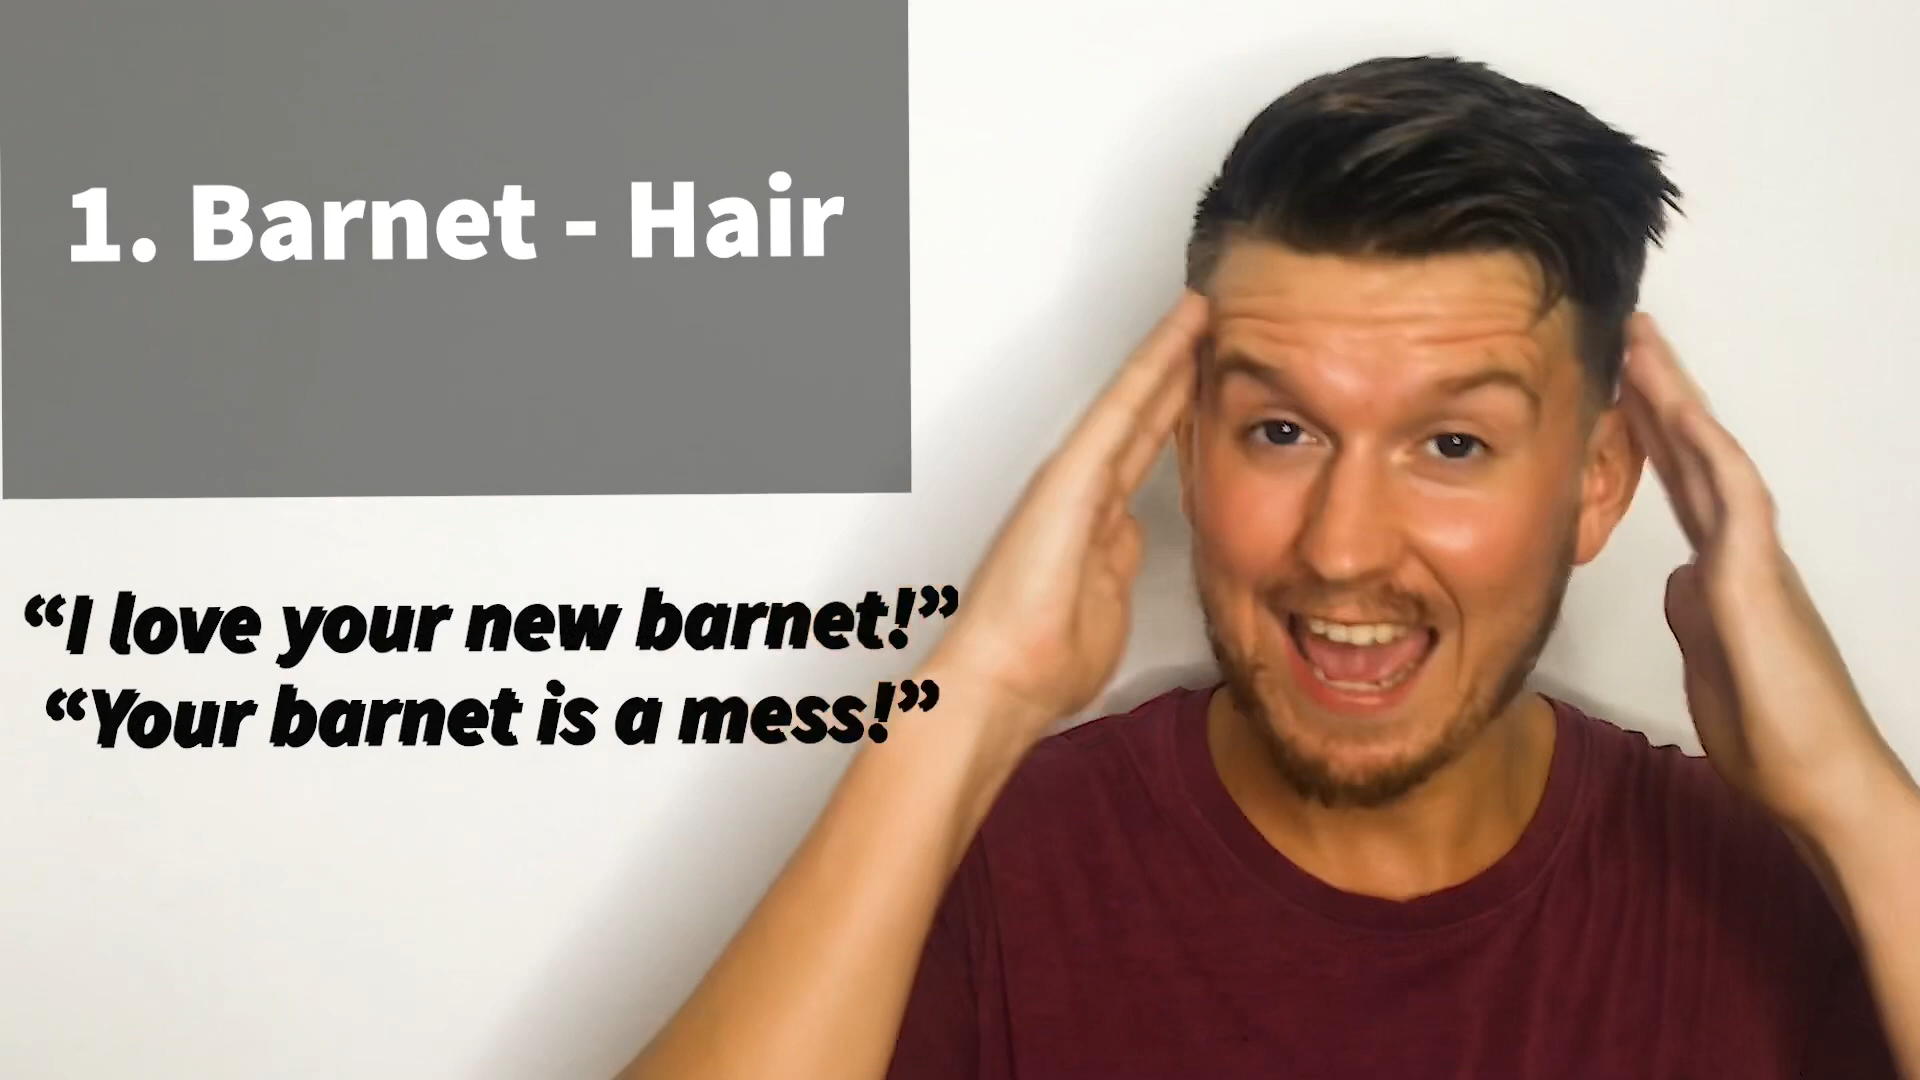 1. Barnet - Hair
“I love your new barnet!”
“Your barnet is a mess!”